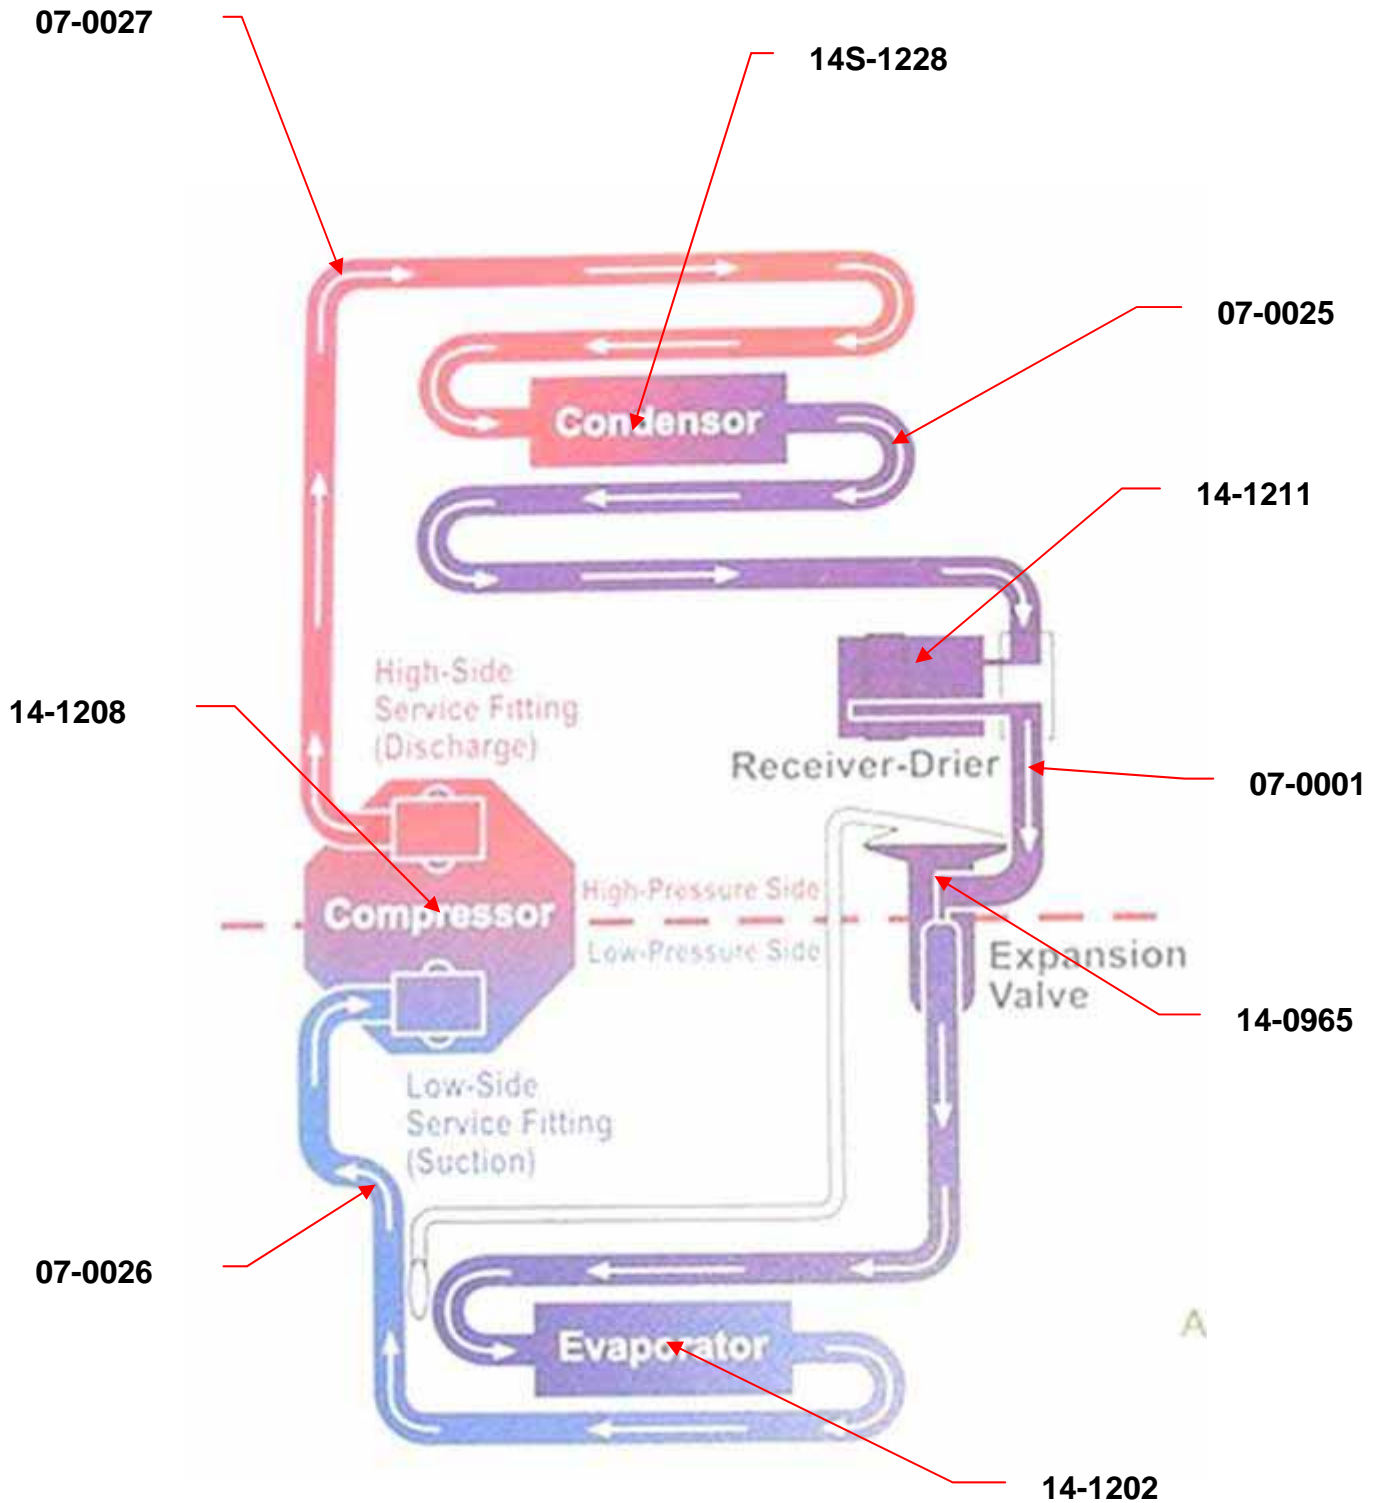 07-0027
14S-1228
07-0025
Condensor
14-1211
High-Side
Service Fitting
(Discharge)
14-1208
Receiver-Drier
07-0001
High-Pressure Side
Compressor
Low-Pressure Side
Expansion
Valve
14-0965
Low-Side
Service Fitting
(Suction)
07-0026
A
Evaporator
14-1202